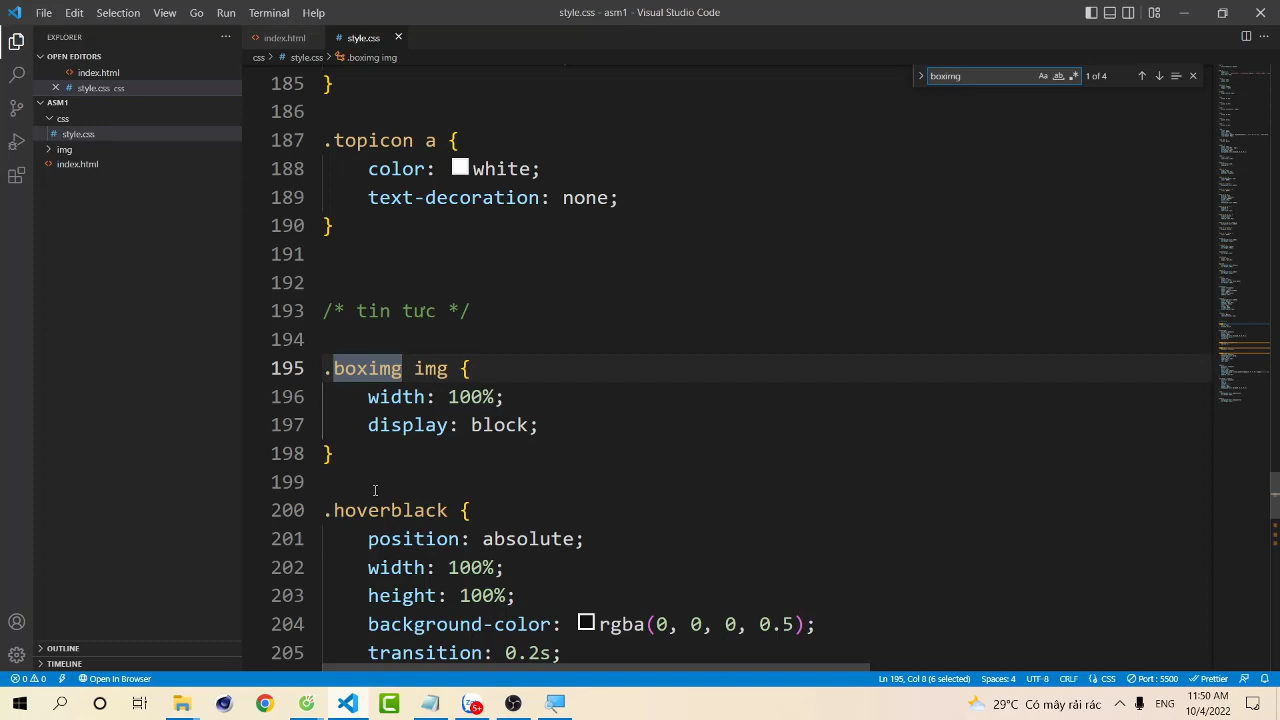 File Edit Selection View Go Run Terminal Help
style.css - asm1 - Visual Studio Code
EXPLORER
index.html
style.css
OPEN EDITORS
css > # style.css > .boximg img
boximg
Aa ab
1 of 4
index.html
style.css css
ASM1
css
style.css
img
index.html
185 }
186
187 .topicon a {
188 color: white;
189 text-decoration: none;
190 }
191
192
193 /* tin tức */
194
195 .boximg img {
196 width: 100%;
197 display: block;
198 }
199
200 .hoverblack {
201 position: absolute;
202 width: 100%;
203 height: 100%;
204 background-color: rgba(0, 0, 0, 0.5);
205 transition: 0.2s;
OUTLINE
TIMELINE
0 0 Open In Browser
Ln 195, Col 8 (6 selected) Spaces: 4 UTF-8 CRLF CSS Port : 5500 Prettier
29°C Có mây rải rác
ENG
11:50 AM
10/4/2022
5+